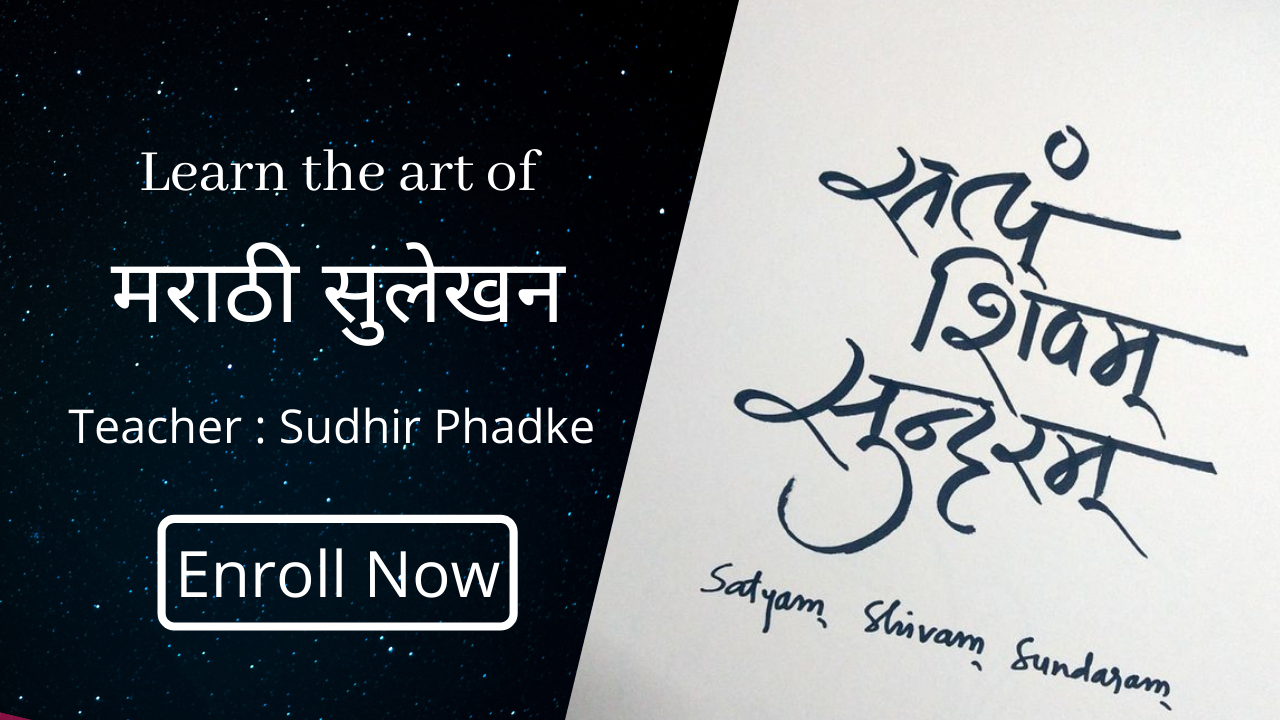 Learn the art of
मराठी सुलेखन
Teacher : Sudhir Phadke
Enroll Now
सत्यं
शिवम्
सुन्दरम्
Satyam Shivam Sundaram